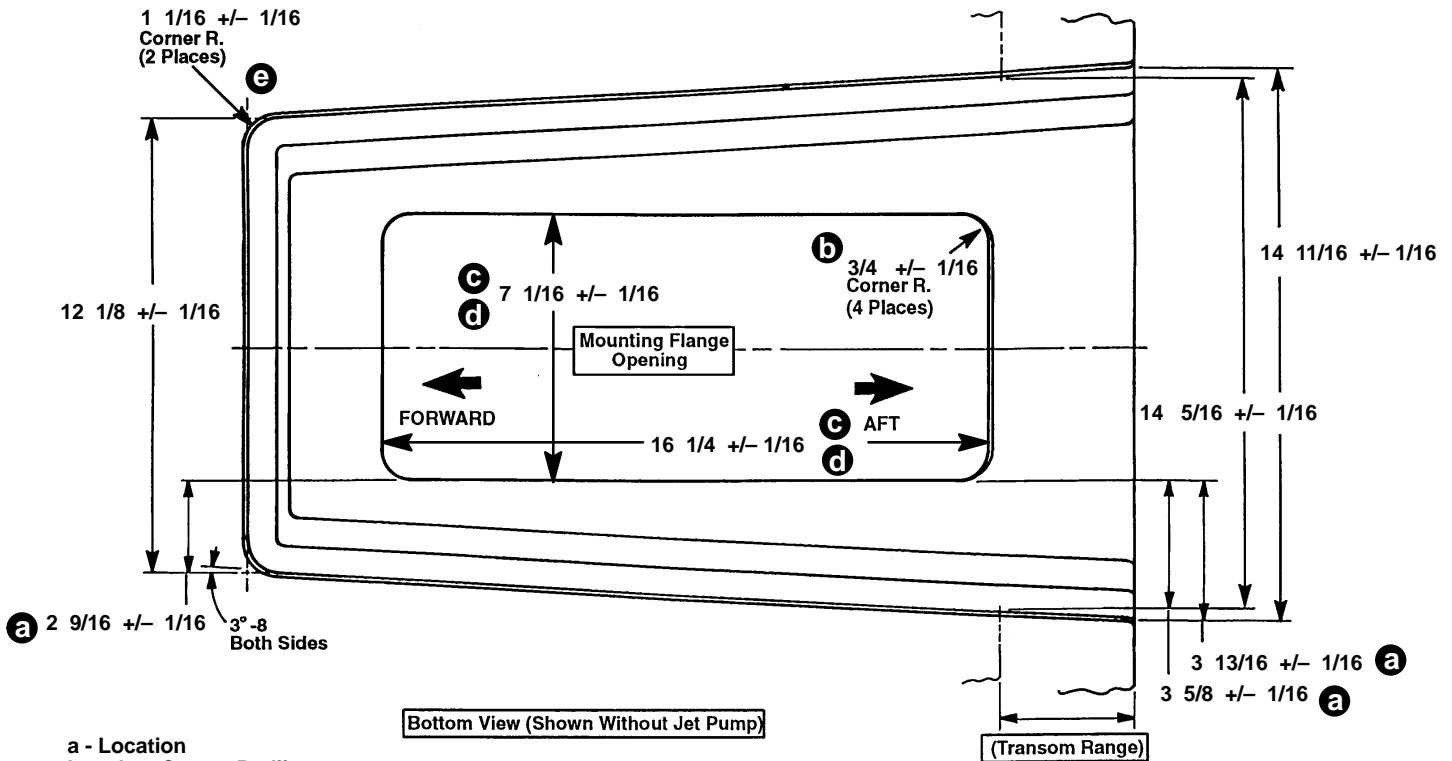 1 1/16 +/– 1/16
Corner R.
(2 Places)
e
12 1/8 +/– 1/16
c
d
7 1/16 +/– 1/16
b
3/4 +/– 1/16
Corner R.
(4 Places)
Mounting Flange
Opening
FORWARD
AFT
16 1/4 +/– 1/16
c
d
14 11/16 +/– 1/16
14 5/16 +/– 1/16
a 2 9/16 +/– 1/16
3°-8
Both Sides
3 13/16 +/– 1/16 a
3 5/8 +/– 1/16 a
Bottom View (Shown Without Jet Pump)
(Transom Range)
a - Location